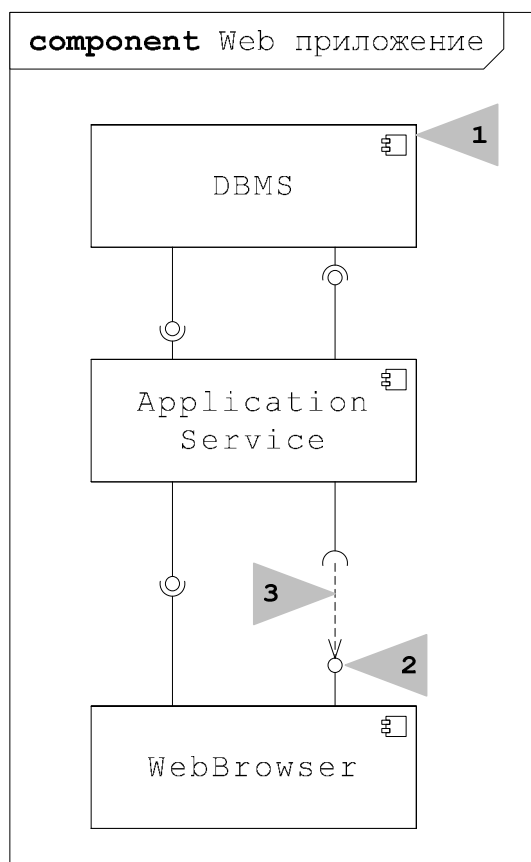 component Web приложение
1
DBMS
Application
Service
3
2
WebBrowser